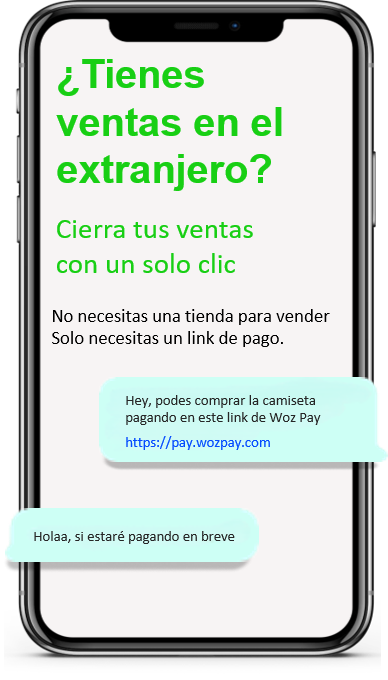 ¿Tienes
ventas en el
extranjero?
Cierra tus ventas
con un solo clic
No necesitas una tienda para vender
Solo necesitas un link de pago.
Hey, podes comprar la camiseta
pagando en este link de Woz Pay
https://pay.wozpay.com
Holaa, si estaré pagando en breve